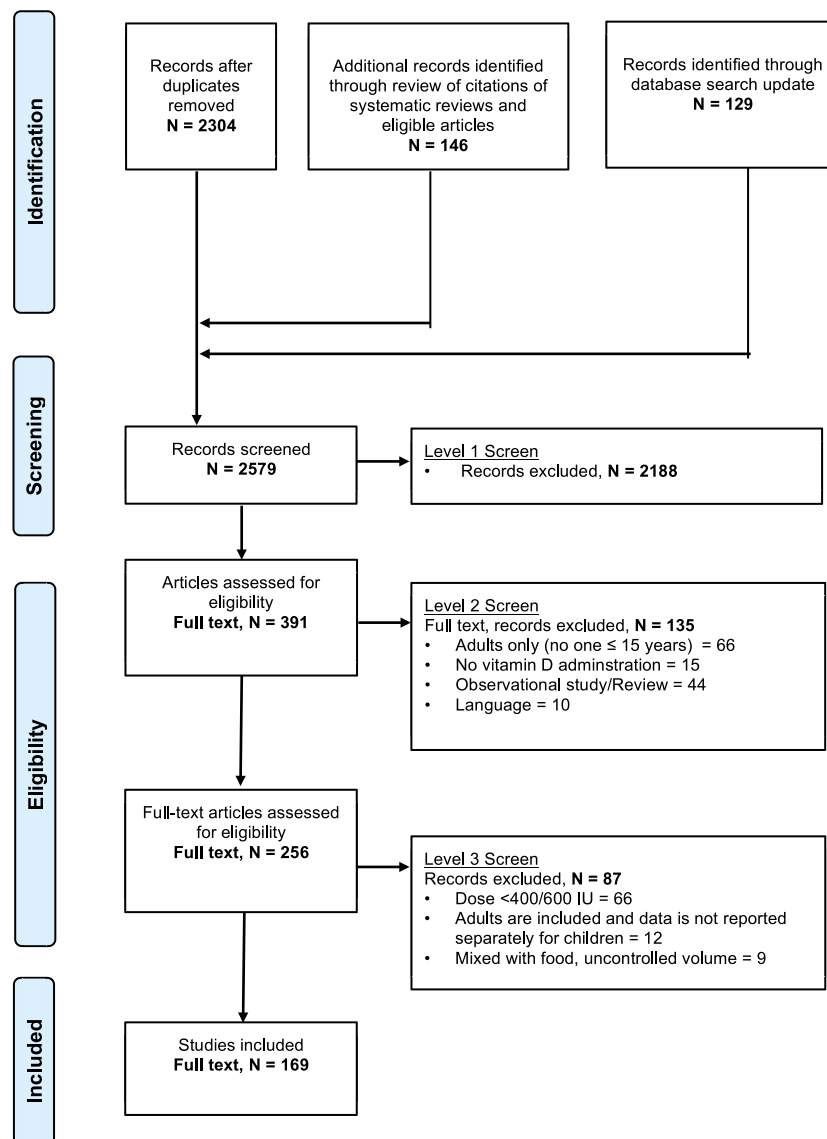 Identification
Records after
duplicates
removed
N = 2304
Additional records identified
through review of citations of
systematic reviews and
eligible articles
N = 146
Records identified through
database search update
N = 129
Screening
Records screened
N = 2579
Level 1 Screen
• Records excluded, N = 2188
Eligibility
Articles assessed for
eligibility
Full text, N = 391
Level 2 Screen
Full text, records excluded, N = 135
• Adults only (no one ≤ 15 years) = 66
• No vitamin D adminstration = 15
• Observational study/Review = 44
• Language = 10
Full-text articles assessed
for eligibility
Full text, N = 256
Level 3 Screen
Records excluded, N = 87
• Dose <400/600 IU = 66
• Adults are included and data is not reported
separately for children = 12
• Mixed with food, uncontrolled volume = 9
Included
Studies included
Full text, N = 169